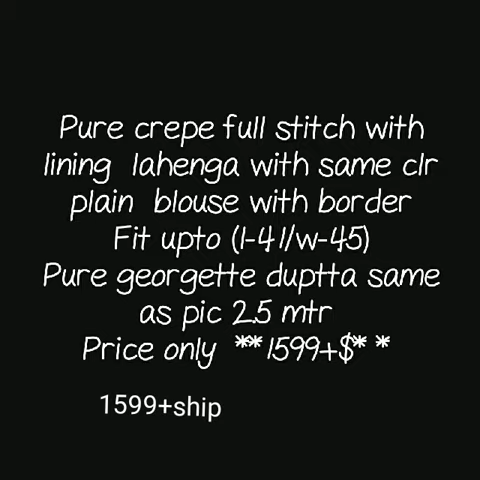 Pure crepe full stitch with
lining lahenga with same clr
plain blouse with border
Fit upto (l-41/w-45)
Pure georgette duptta same
as pic 2.5 mtr
Price only **1599+$* *
1599+ship